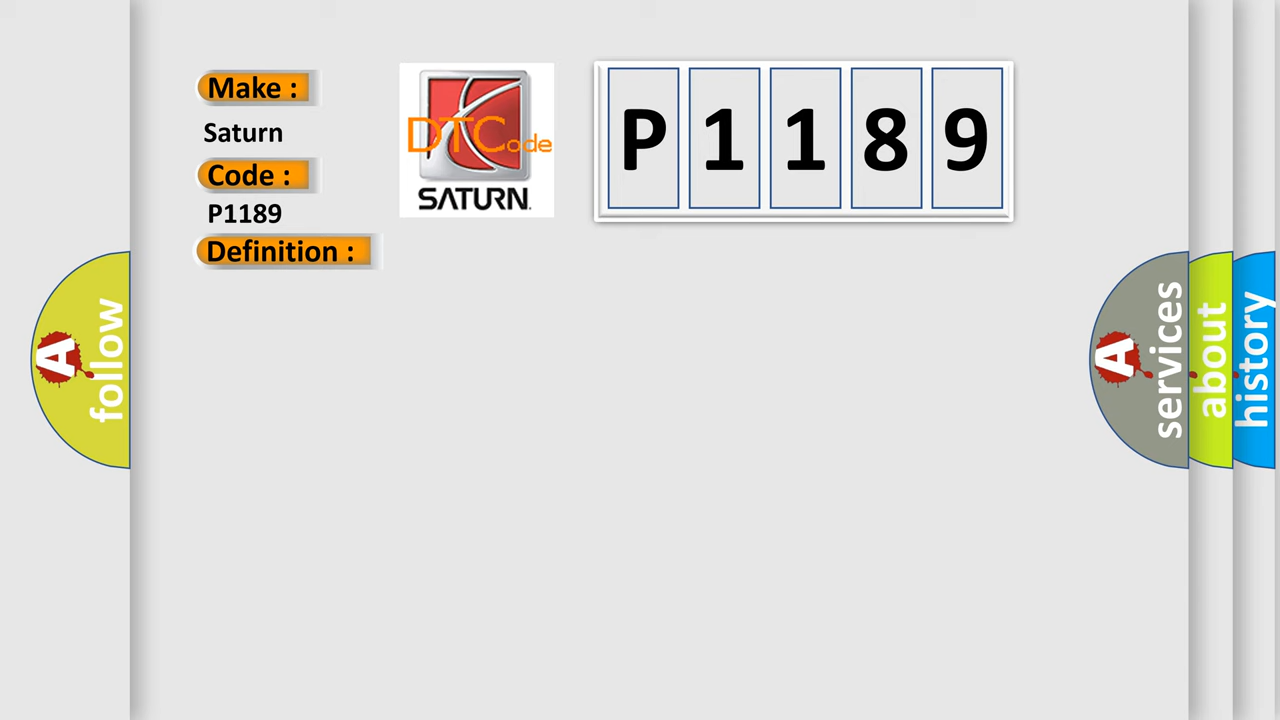 Make :
Saturn
Code :
P1189
Definition :
DTCode
SATURN.
P 1 1 8 9
A follow
A services
about
history